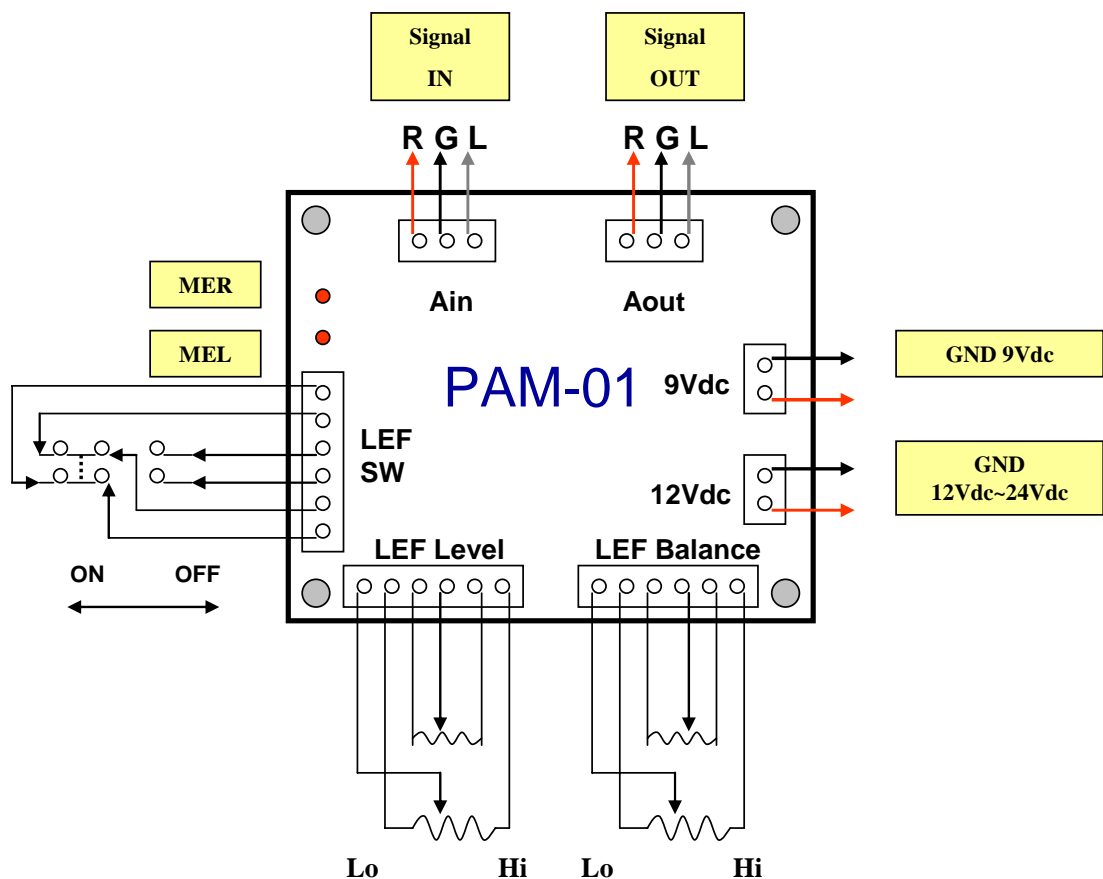 Signal
IN
Signal
OUT
R G L
R G L
MER
MEL
Ain
Aout
PAM-01
9Vdc
GND 9Vdc
LEF
SW
12Vdc
GND
12Vdc~24Vdc
LEF Level
LEF Balance
ON
OFF
Lo
Hi
Lo
Hi